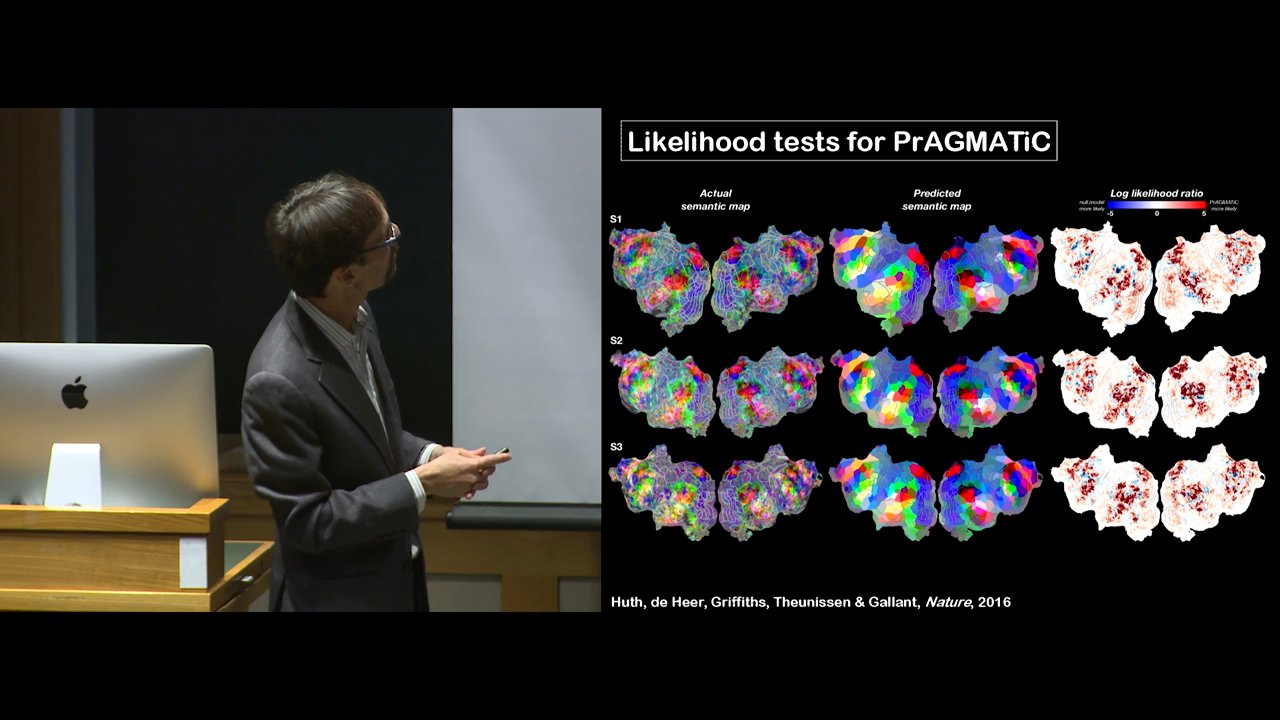 Likelihood tests for PrAGMATiC
Actual
semantic map
Predicted
semantic map
Log likelihood ratio
null model
more likely
PrAGMATiC
more likely
-5
0
5
S1
S2
S3
Huth, de Heer, Griffiths, Theunissen & Gallant, Nature, 2016